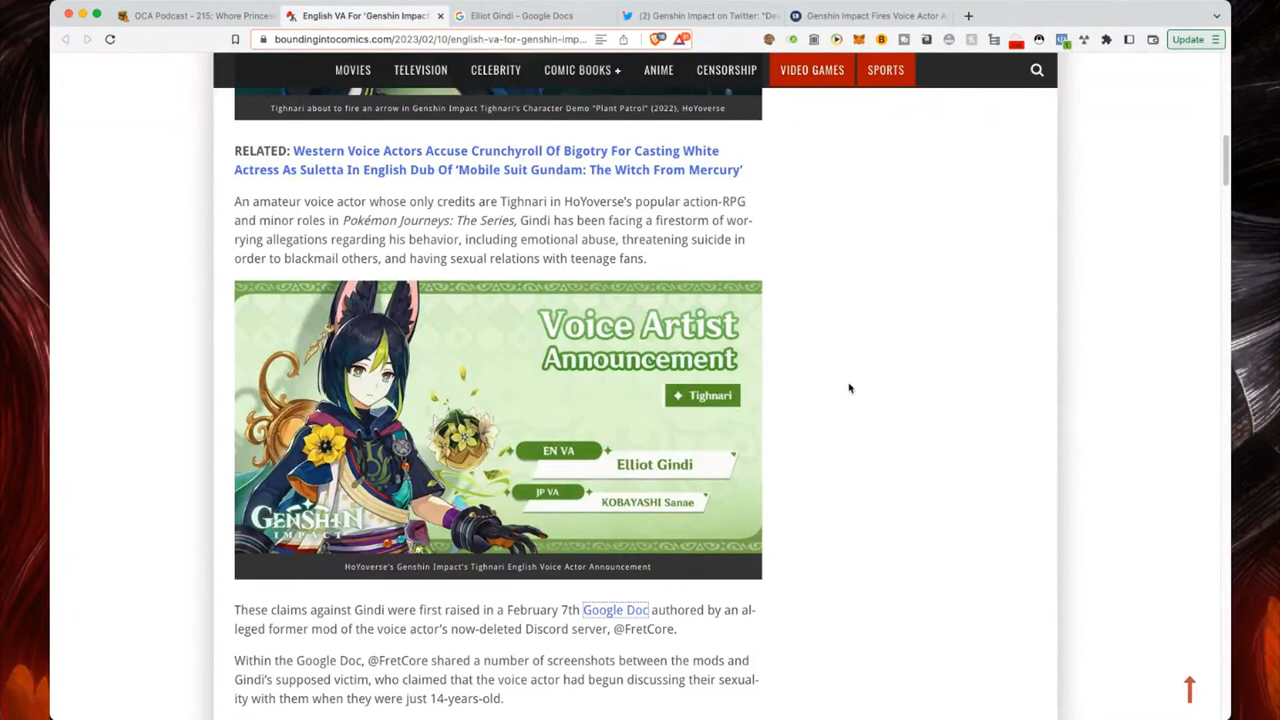 OCA Podcast - 215: Whore Princes
English VA For 'Genshin Impact
Elliot Gindi - Google Docs
(2) Genshin Impact on Twitter: "De
Genshin Impact Fires Voice Actor A
boundingintocomics.com/2023/02/10/english-va-for-genshin-imp...
Update
MOVIES TELEVISION CELEBRITY COMIC BOOKS + ANIME CENSORSHIP VIDEO GAMES SPORTS
Tighnari about to fire an arrow in Genshin Impact Tighnari's Character Demo "Plant Patrol" (2022), HoYoverse
RELATED: Western Voice Actors Accuse Crunchyroll Of Bigotry For Casting White
Actress As Suletta In English Dub Of 'Mobile Suit Gundam: The Witch From Mercury'
An amateur voice actor whose only credits are Tighnari in HoYoverse's popular action-RPG
and minor roles in Pokémon Journeys: The Series, Gindi has been facing a firestorm of wor-
rying allegations regarding his behavior, including emotional abuse, threatening suicide in
order to blackmail others, and having sexual relations with teenage fans.
Voice Artist
Announcement
Tighnari
EN VA
Elliot Gindi
JP VA
KOBAYASHI Sanae
GENSHIN
IMPACT
HoYoverse's Genshin Impact's Tighnari English Voice Actor Announcement
These claims against Gindi were first raised in a February 7th Google Doc authored by an al-
leged former mod of the voice actor's now-deleted Discord server, @FretCore.
Within the Google Doc, @FretCore shared a number of screenshots between the mods and
Gindi's supposed victim, who claimed that the voice actor had begun discussing their sexual-
ity with them when they were just 14-years-old.